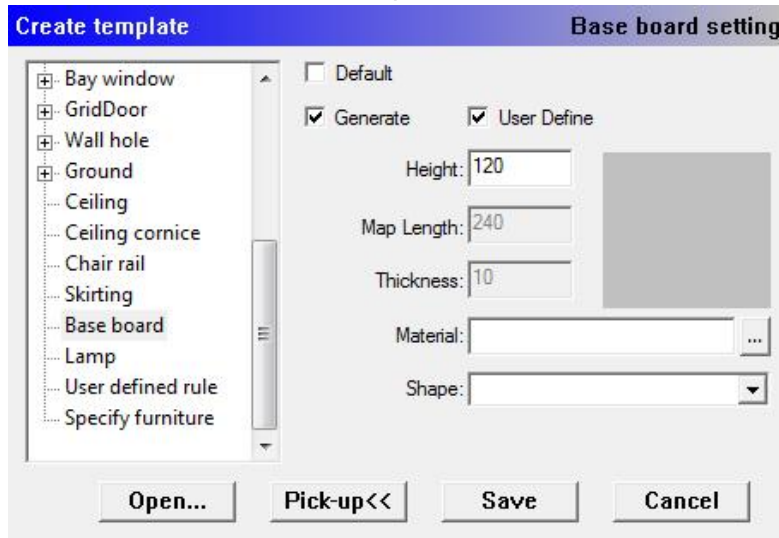 Create template Base board setting
Bay window
GridDoor
Wall hole
Ground
Ceiling
Ceiling cornice
Chair rail
Skirting
Base board
Lamp
User defined rule
Specify furniture
Default
Generate User Define
Height: 120
Map Length: 240
Thickness: 10
Material: ...
Shape:
Open... Pick-up<< Save Cancel